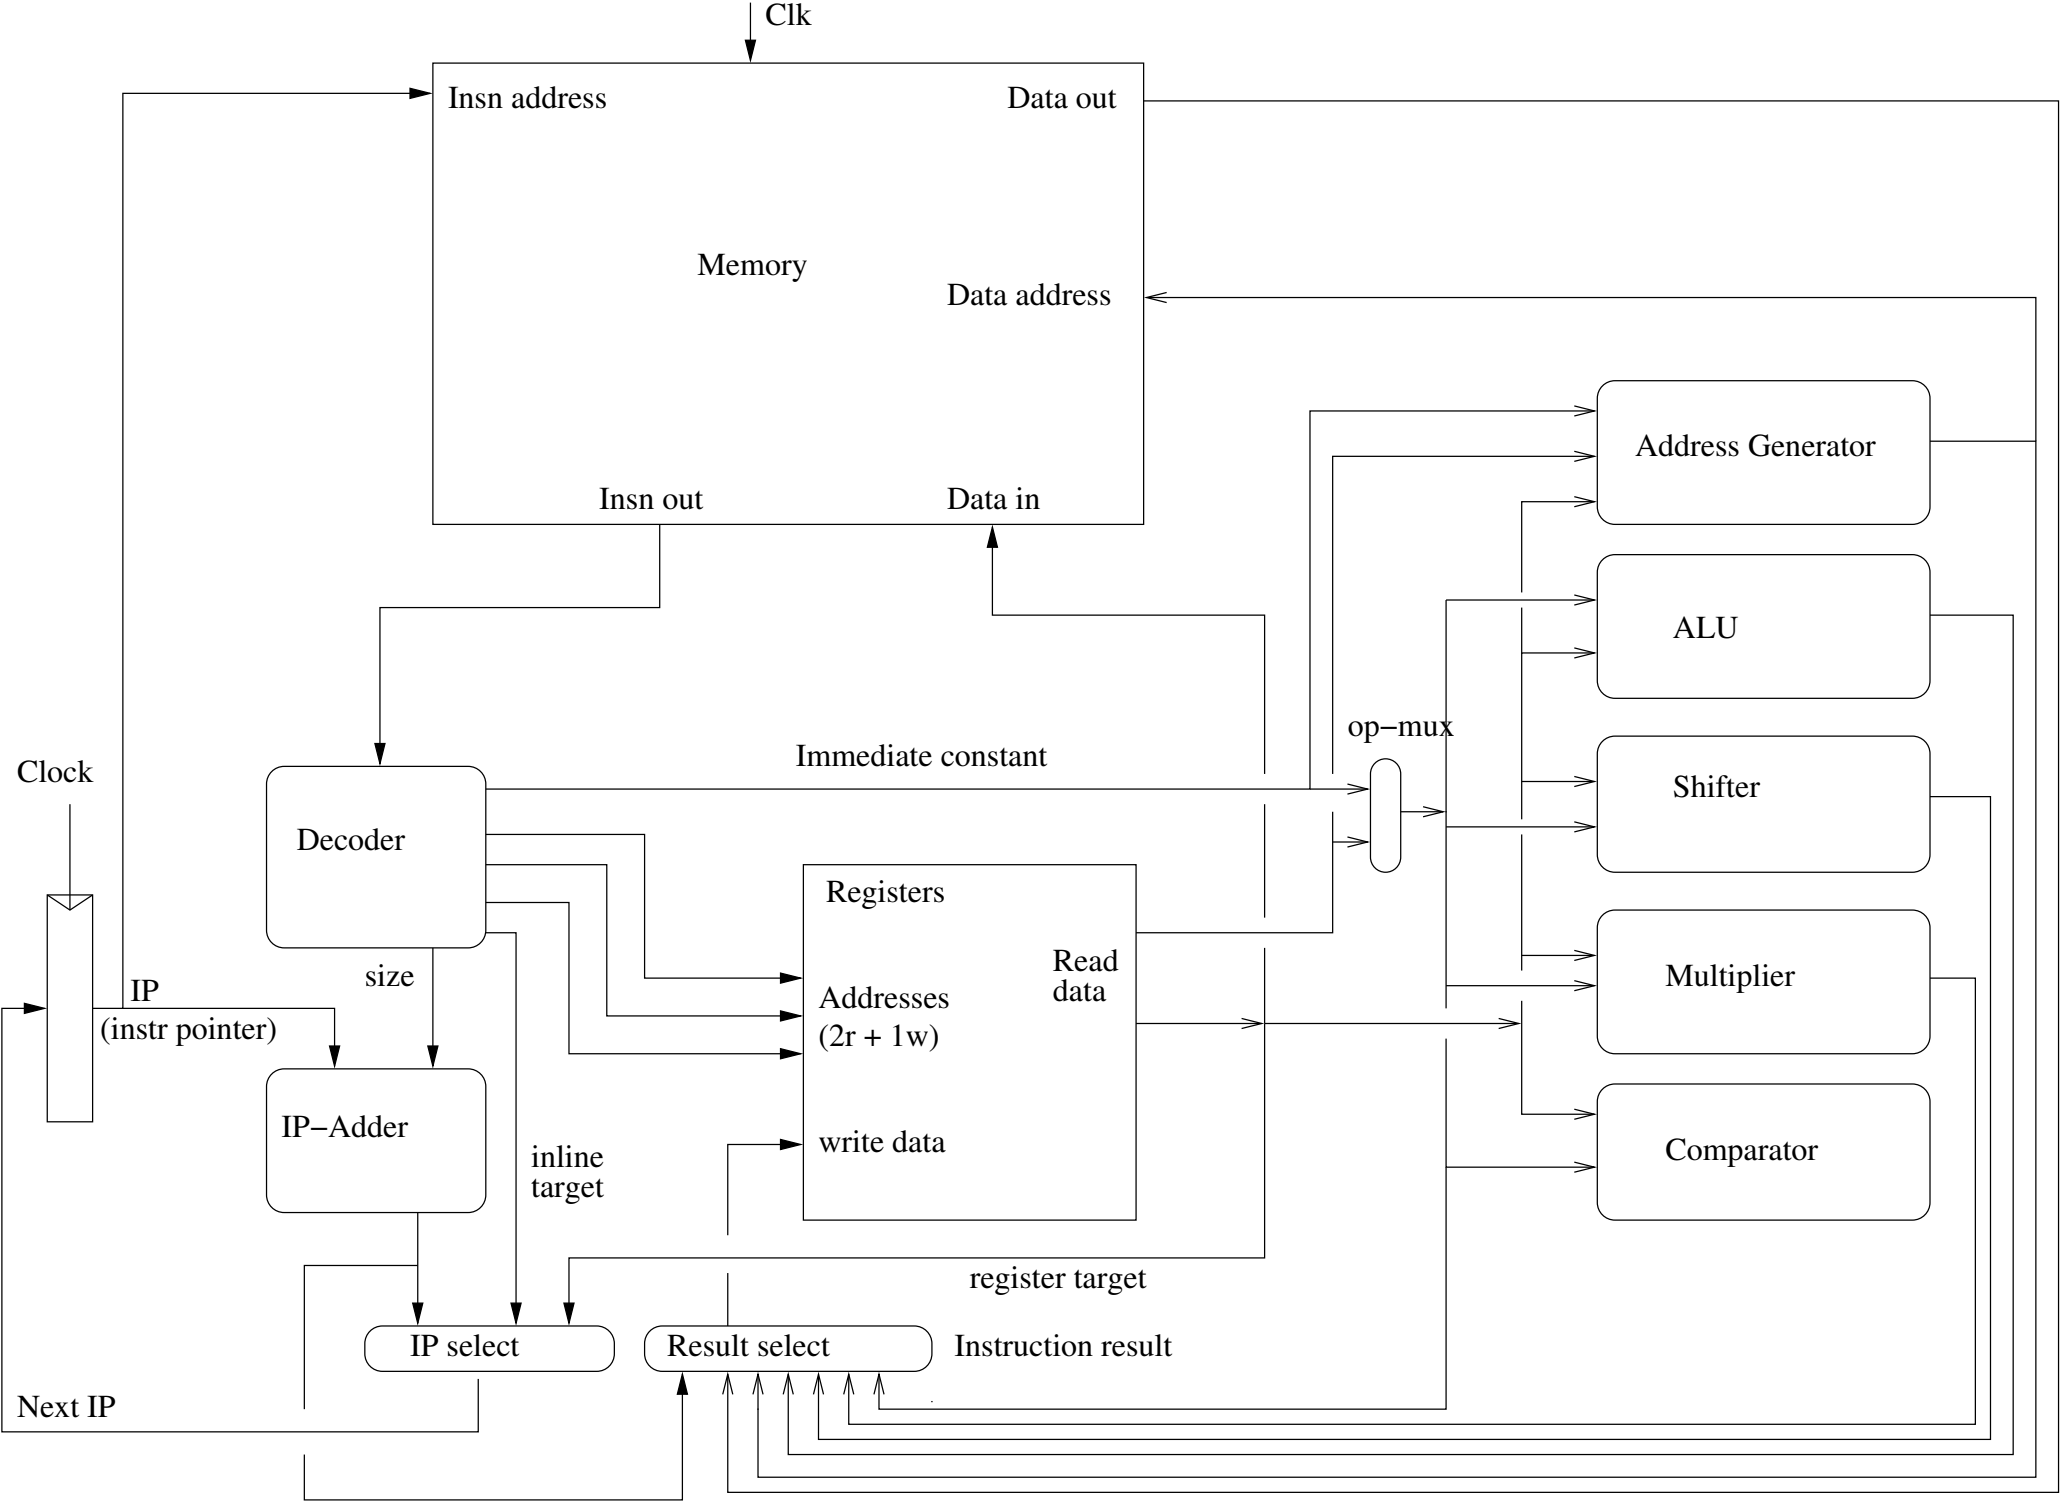 Clk
Insn address
Data out
Memory
Data address
Insn out
Data in
Address Generator
ALU
op−mux
Immediate constant
Clock
Shifter
Decoder
Registers
Read
data
size
IP
(instr pointer)
Addresses
(2r + 1w)
Multiplier
IP−Adder
write data
inline
target
Comparator
register target
IP select
Result select
Instruction result
Next IP